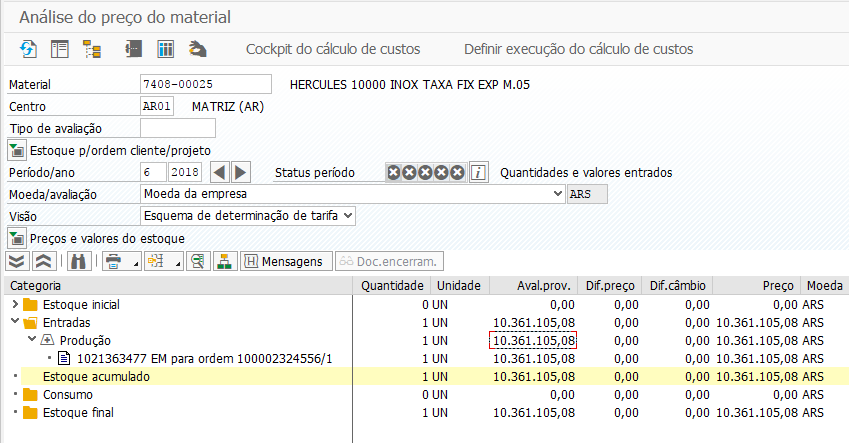 Análise do preço do material
Cockpit do cálculo de custos Definir execução do cálculo de custos
Material 7408-00025 HERCULES 10000 INOX TAXA FIX EXP M.05
Centro AR01 MATRIZ (AR)
Tipo de avaliação
Estoque p/ordem cliente/projeto
Período/ano 6 2018 Status período Quantidades e valores entrados
Moeda/avaliação Moeda da empresa ARS
Visão Esquema de determinação de tarifa
Preços e valores do estoque
Mensagens Doc.encerram.
Categoria Quantidade Unidade Aval.prov. Dif.preço Dif.câmbio Preço Moeda
Estoque inicial 0 UN 0,00 0,00 0,00 0,00 ARS
Entradas 1 UN 10.361.105,08 0,00 0,00 10.361.105,08 ARS
Produção 1 UN 10.361.105,08 0,00 0,00 10.361.105,08 ARS
1021363477 EM para ordem 100002324556/1 1 UN 10.361.105,08 0,00 0,00 10.361.105,08 ARS
Estoque acumulado 1 UN 10.361.105,08 0,00 0,00 10.361.105,08 ARS
Consumo 0 UN 0,00 0,00 0,00 0,00 ARS
Estoque final 1 UN 10.361.105,08 0,00 0,00 10.361.105,08 ARS